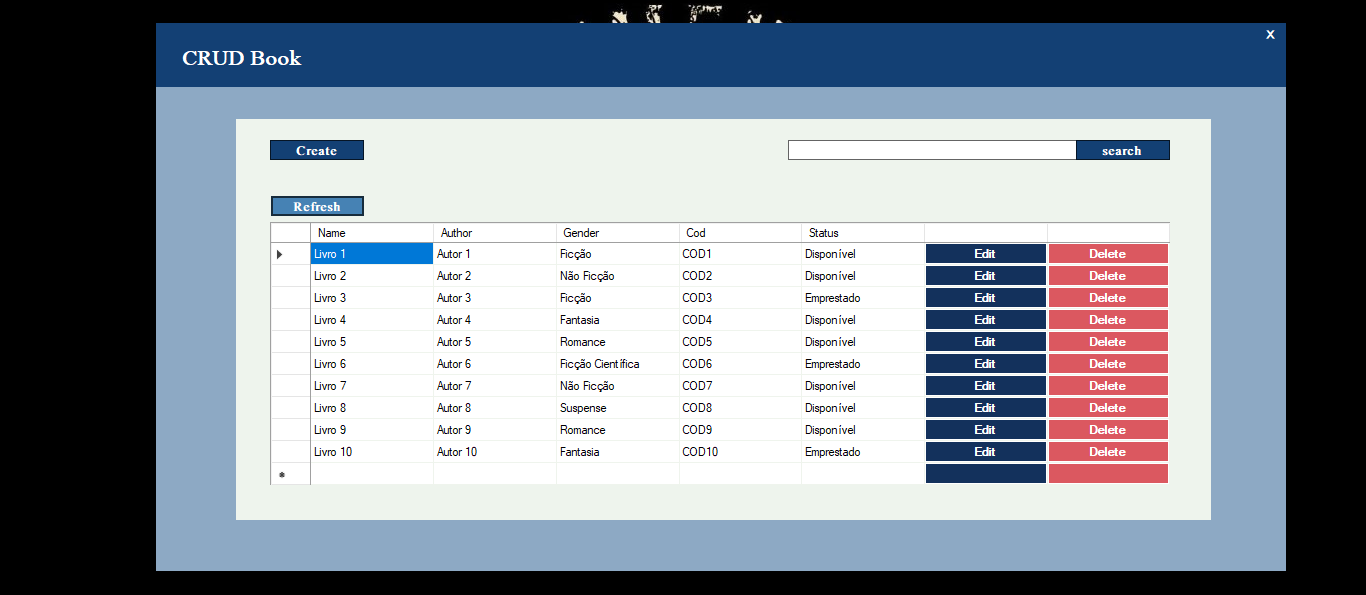 X
CRUD Book
Create search
Refresh
Name Author Gender Cod Status
Livro 1 Autor 1 Ficção COD1 Disponível Edit Delete
Livro 2 Autor 2 Não Ficção COD2 Disponível Edit Delete
Livro 3 Autor 3 Ficção COD3 Emprestado Edit Delete
Livro 4 Autor 4 Fantasia COD4 Disponível Edit Delete
Livro 5 Autor 5 Romance COD5 Disponível Edit Delete
Livro 6 Autor 6 Ficção Científica COD6 Emprestado Edit Delete
Livro 7 Autor 7 Não Ficção COD7 Disponível Edit Delete
Livro 8 Autor 8 Suspense COD8 Disponível Edit Delete
Livro 9 Autor 9 Romance COD9 Disponível Edit Delete
Livro 10 Autor 10 Fantasia COD10 Emprestado Edit Delete